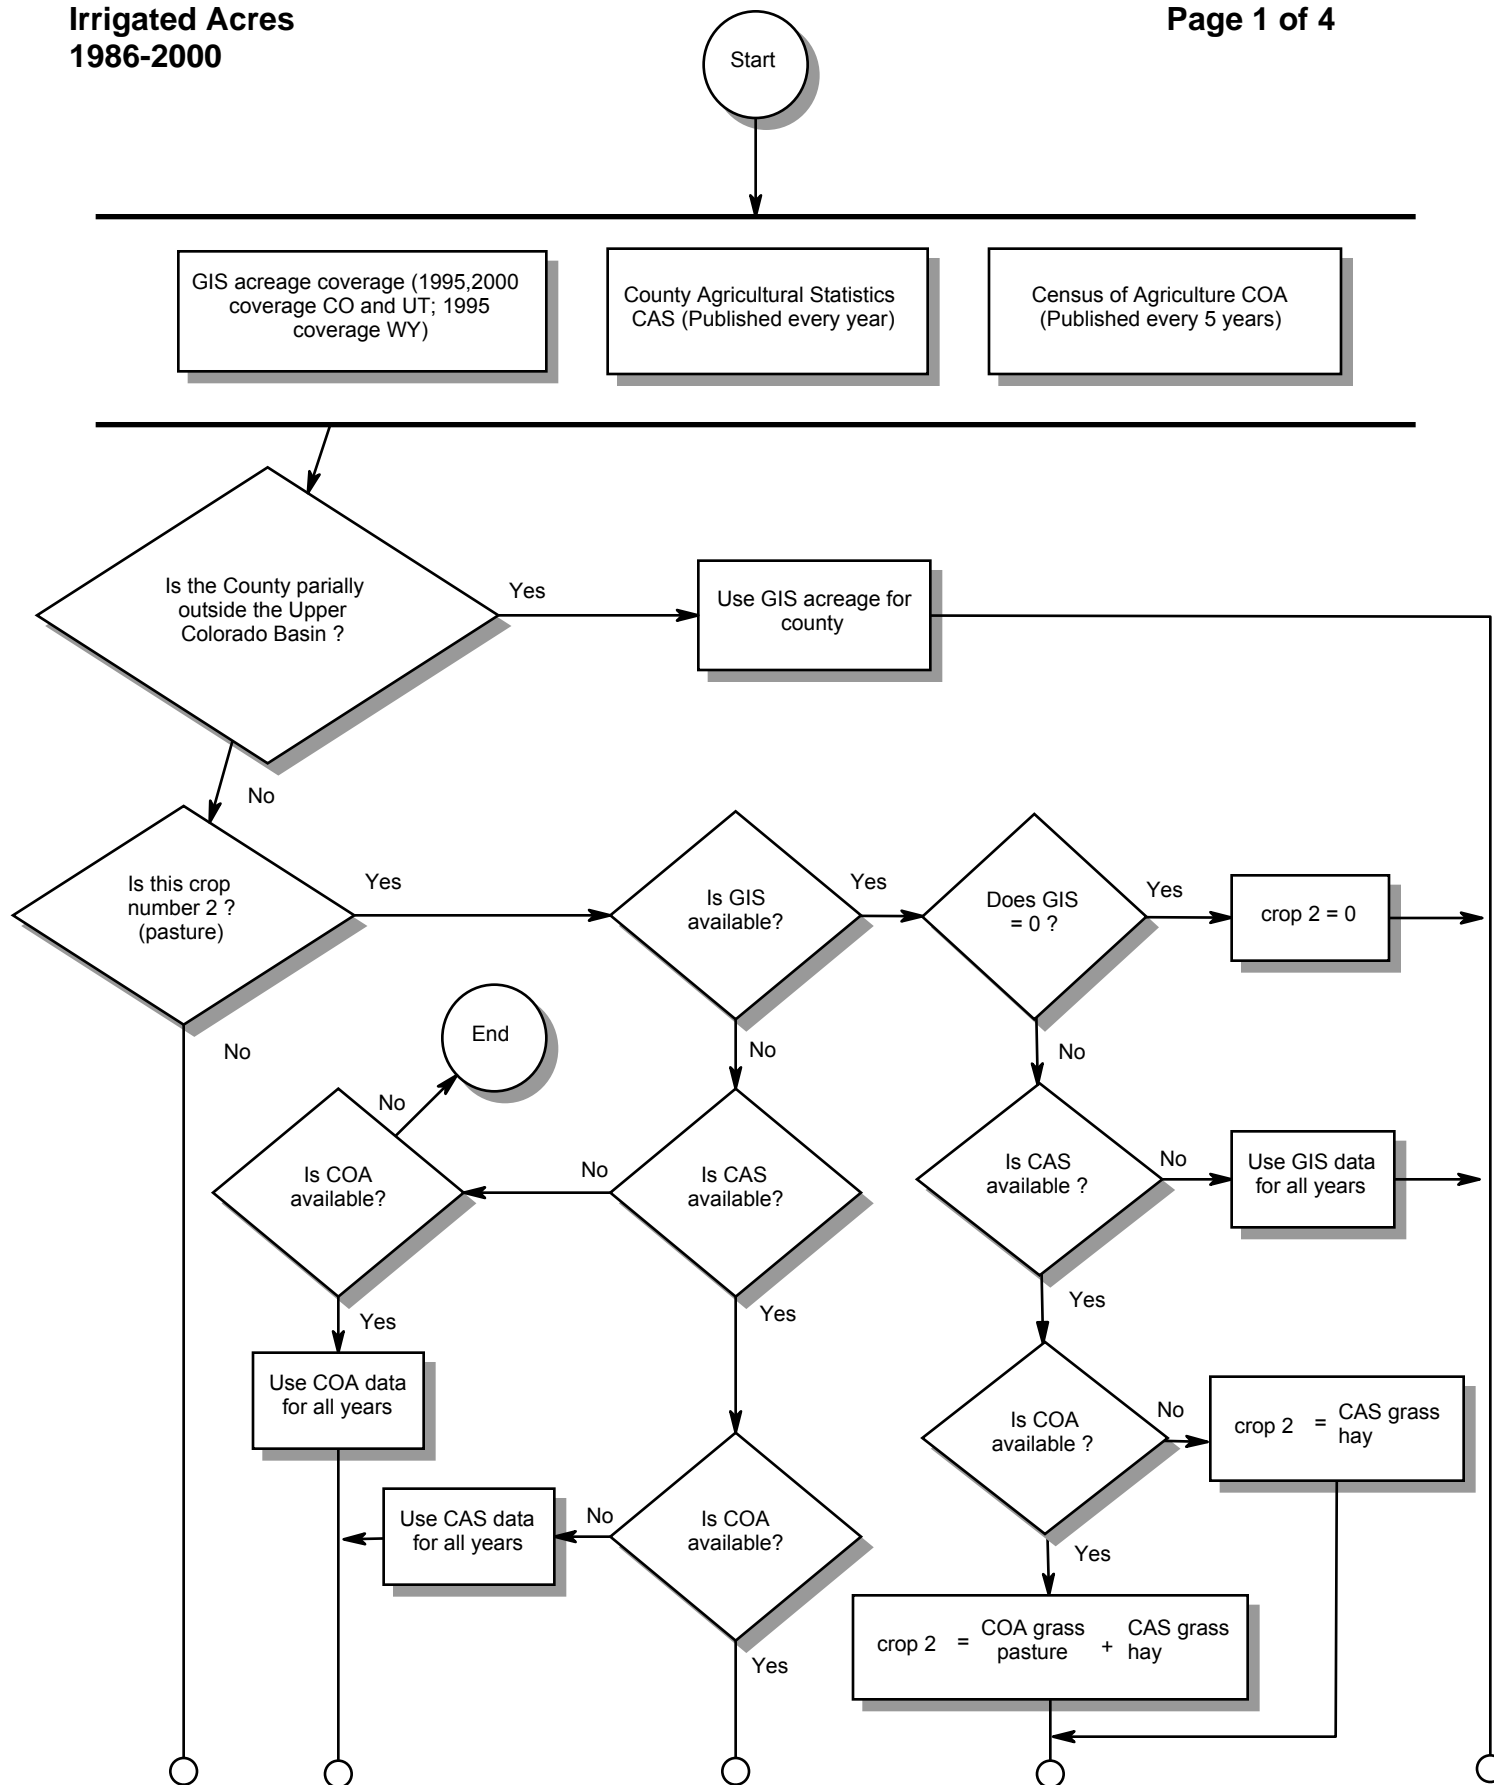 Irrigated Acres
1986-2000
Page 1 of 4
Start
GIS acreage coverage (1995,2000
coverage CO and UT; 1995
coverage WY)
County Agricultural Statistics
CAS (Published every year)
Census of Agriculture COA
(Published every 5 years)
Is the County parially
outside the Upper
Colorado Basin ?
Yes
Use GIS acreage for
county
No
Is this crop
number 2 ?
(pasture)
Yes
Is GIS
available?
Yes
Does GIS
= 0 ?
Yes
crop 2 = 0
No
End
No
No
No
Is COA
available?
No
Is CAS
available?
Is CAS
available ?
No
Use GIS data
for all years
Yes
Yes
Yes
Use COA data
for all years
Is COA
available ?
No
crop 2 = CAS grass
hay
Use CAS data
for all years
No
Is COA
available?
Yes
crop 2 = COA grass
pasture
+ CAS grass
hay
Yes